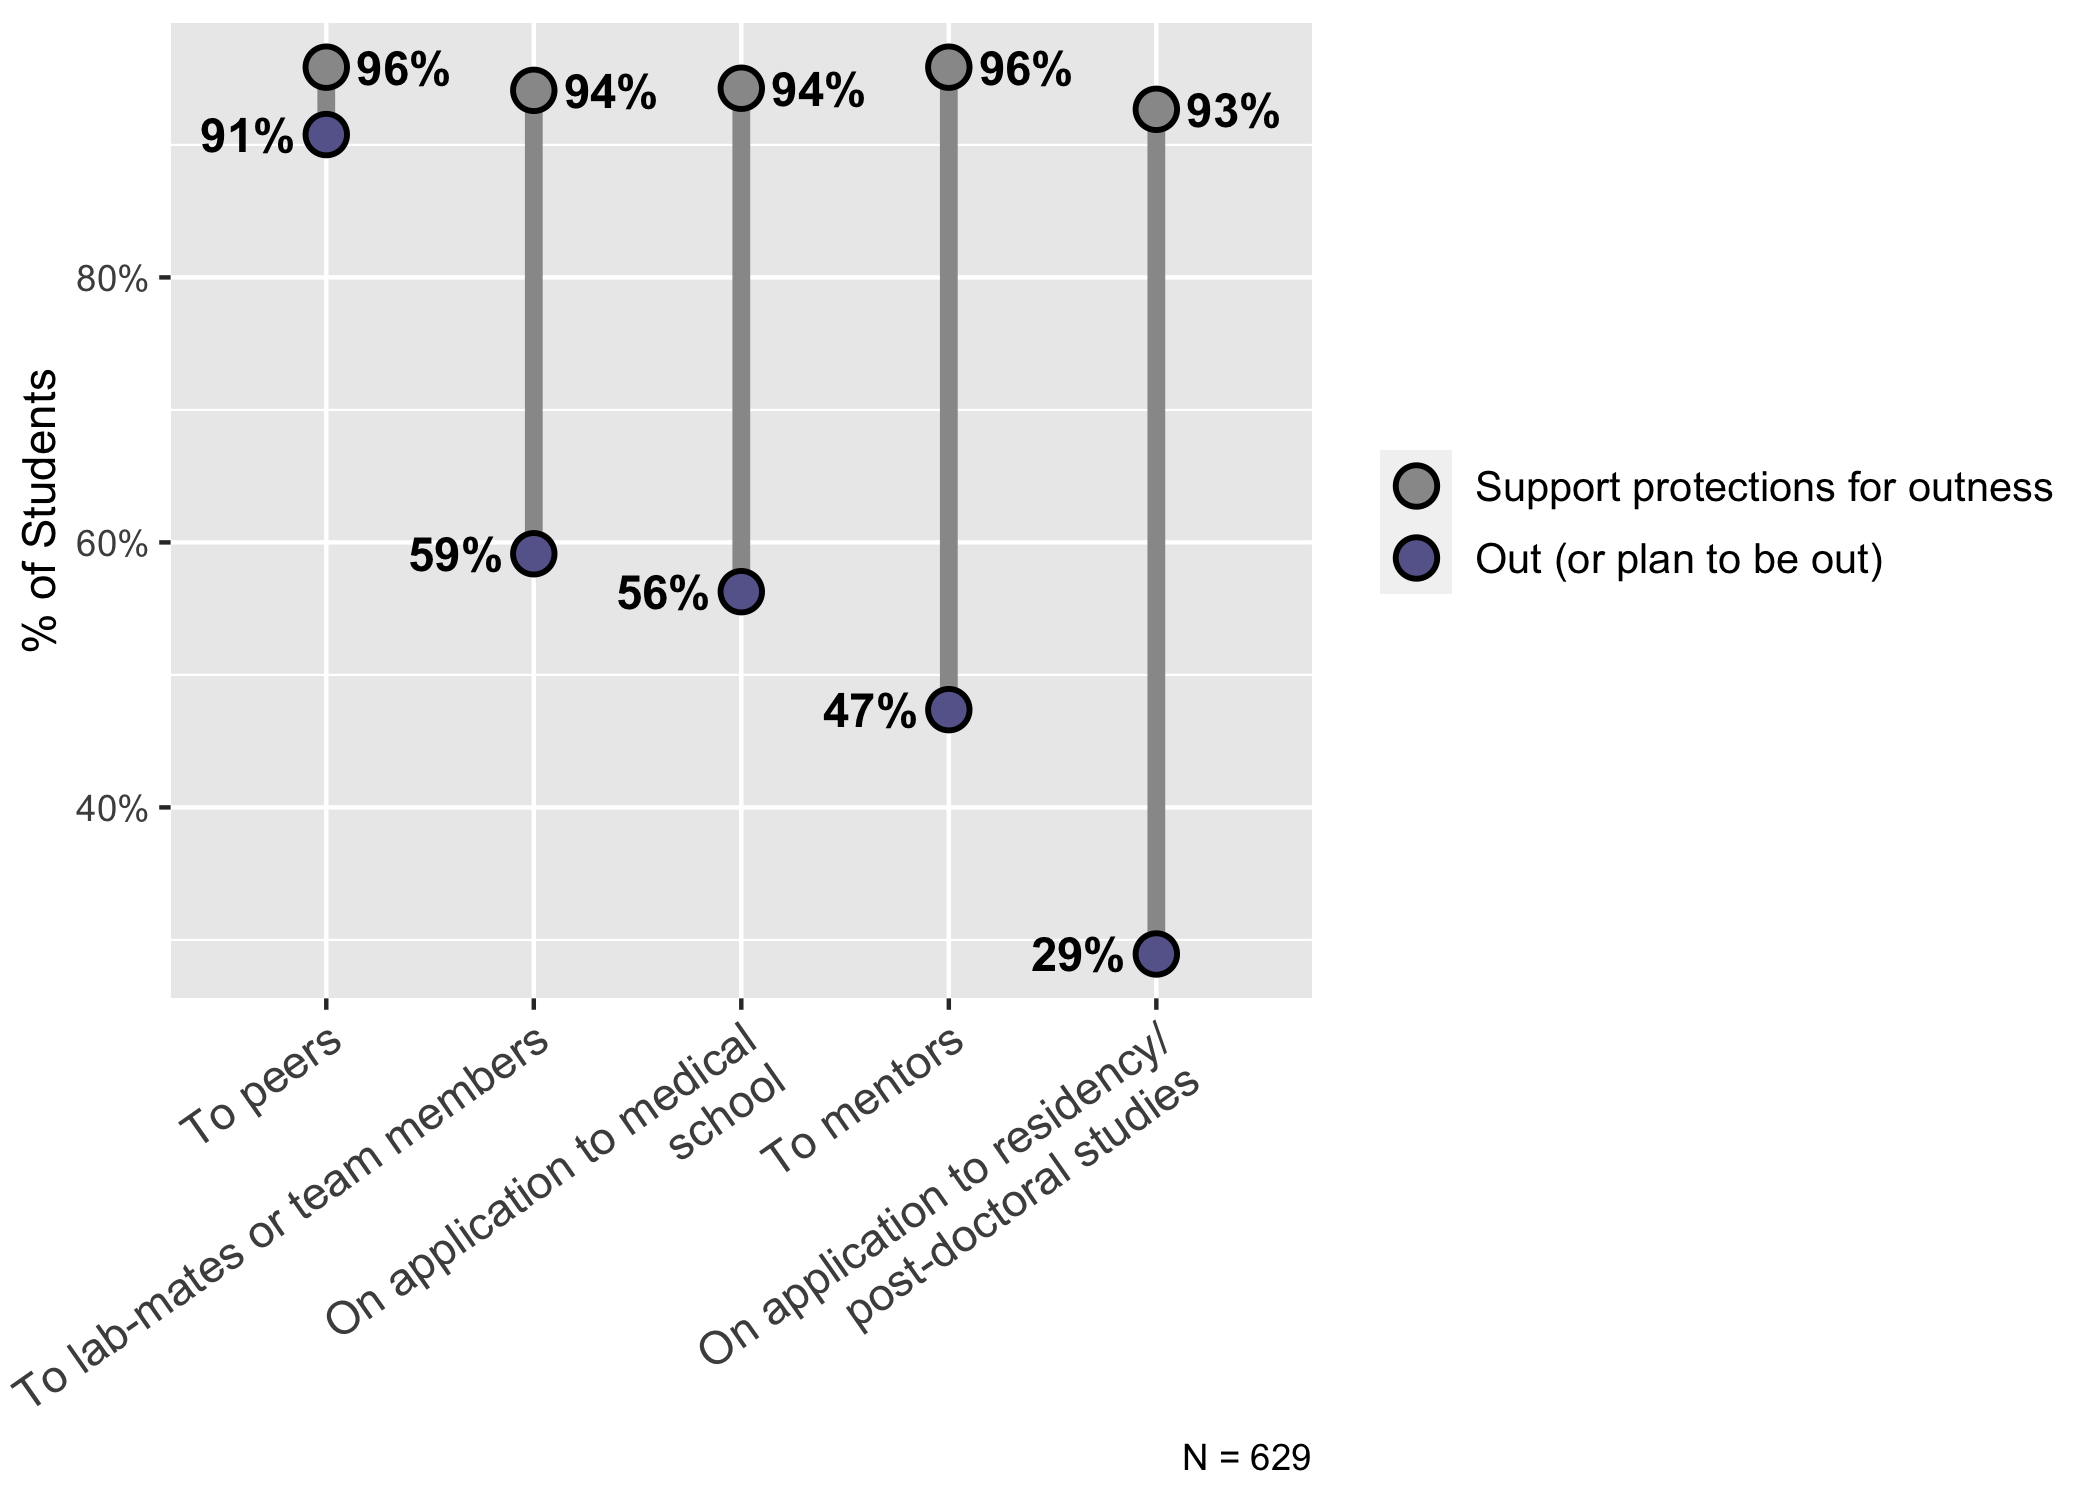 96%
94%
94%
96%
93%
91%
80%
60%
59%
56%
47%
40%
29%
% of Students
Support protections for outness
Out (or plan to be out)
To peers
To lab-mates or team members
On application to medical
school
To mentors
On application to residency/
post-doctoral studies
N = 629